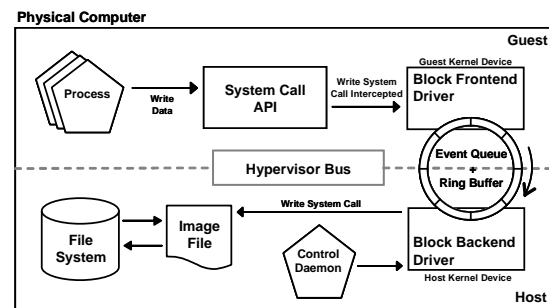 Physical Computer
Guest
Process
Write
Data
System Call
API
Write System
Call Intercepted
Guest Kernel Device
Block Frontend
Driver
Event Queue
+
Ring Buffer
Hypervisor Bus
File
System
Image
File
Write System Call
Control
Daemon
Block Backend
Driver
Host Kernel Device
Host